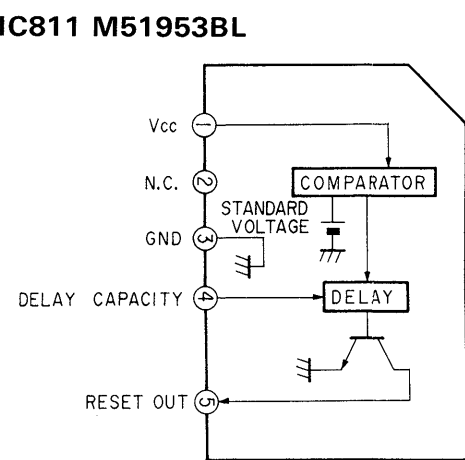 IC811 M51953BL
Vcc 1
N.C. 2
COMPARATOR
STANDARD
VOLTAGE
GND 3
DELAY CAPACITY 4
DELAY
RESET OUT 5